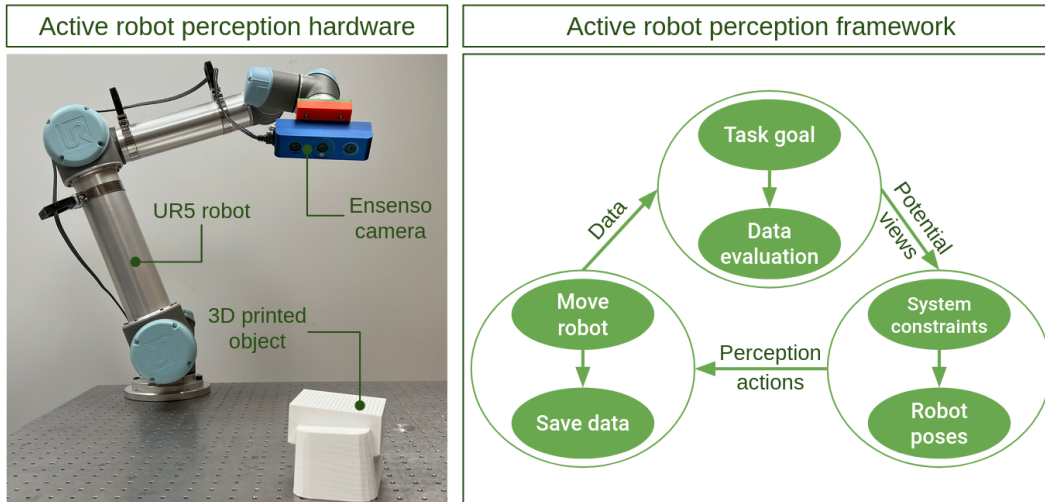 Active robot perception hardware
Active robot perception framework
UR
UR5 robot
Ensenso
camera
3D printed
object
Task goal
Data
evaluation
Data
Potential
views
Move
robot
Save data
Perception
actions
System
constraints
Robot
poses